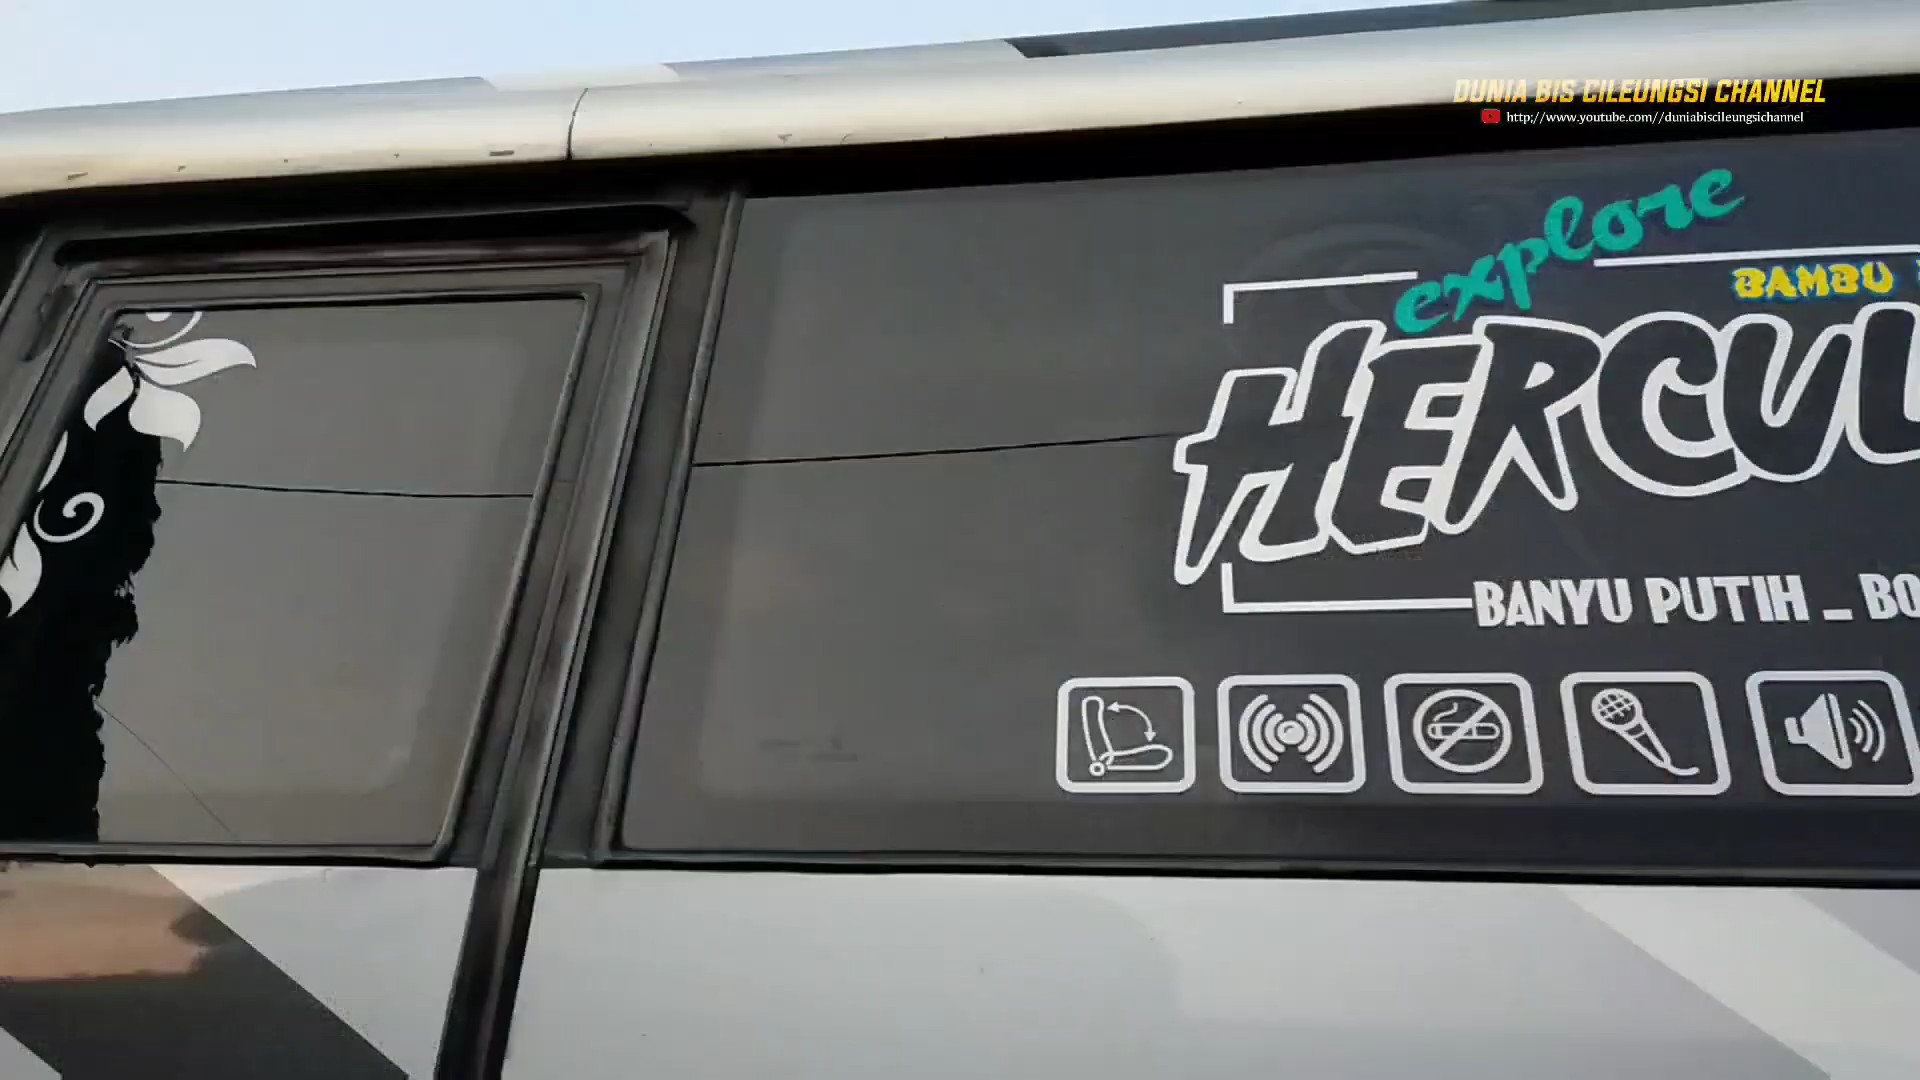 DUNIA BIS CILEUNGSI CHANNEL
http://www.youtube.com//duniabiscileungsichannel
explore
BAMBU
HERCUL
BANYU PUTIH _ BO